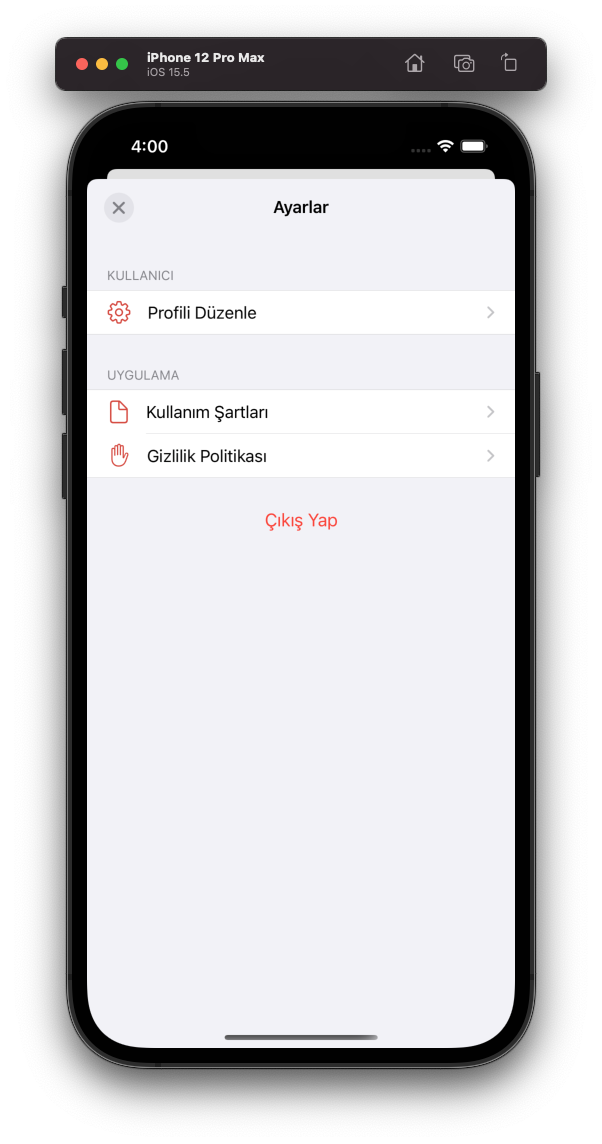 iPhone 12 Pro Max
iOS 15.5
4:00
Ayarlar
KULLANICI
Profili Düzenle
UYGULAMA
Kullanım Şartları
Gizlilik Politikası
Çıkış Yap